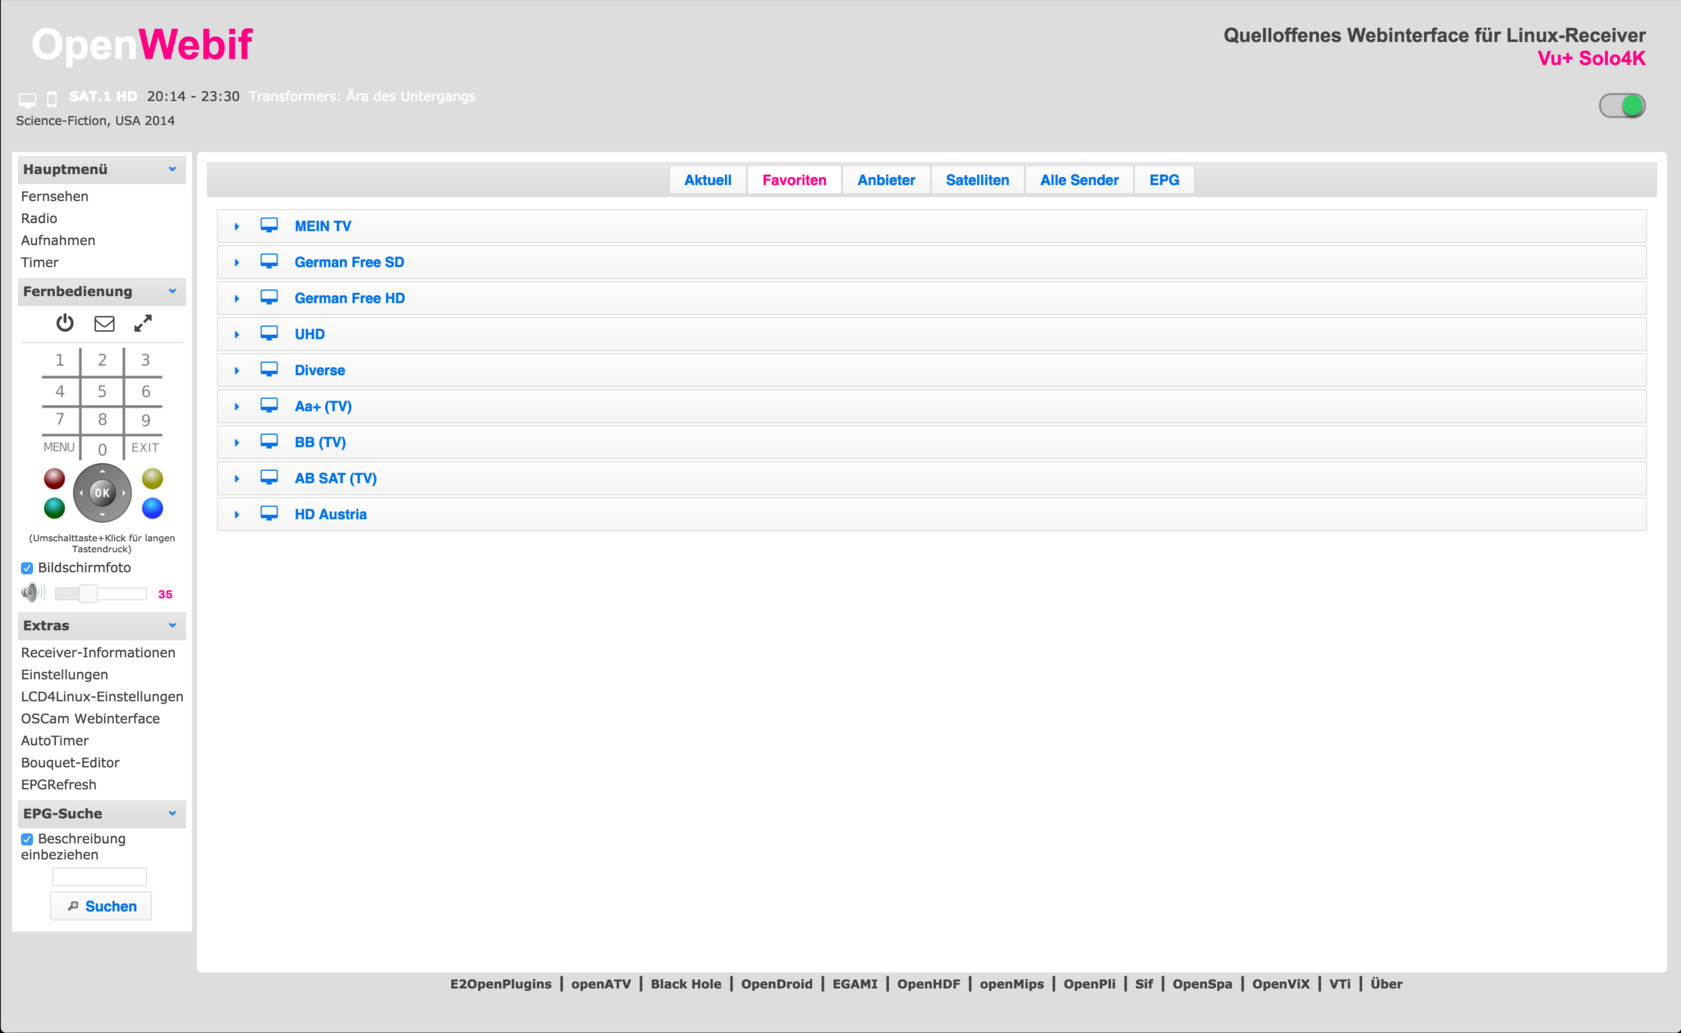 OpenWebif
Quelloffenes Webinterface für Linux-Receiver
Vu+ Solo4K
SAT.1 HD 20:14 - 23:30 Transformers: Ära des Untergangs
Science-Fiction, USA 2014
Hauptmenü
Fernsehen
Radio
Aufnahmen
Timer
Fernbedienung
1 2 3
4 5 6
7 8 9
MENU 0 EXIT
OK
(Umschalttaste+Klick für langen
Tastendruck)
Bildschirmfoto
35
Extras
Receiver-Informationen
Einstellungen
LCD4Linux-Einstellungen
OSCam Webinterface
AutoTimer
Bouquet-Editor
EPGRefresh
EPG-Suche
Beschreibung
einbeziehen
Suchen
Aktuell Favoriten Anbieter Satelliten Alle Sender EPG
MEIN TV
German Free SD
German Free HD
UHD
Diverse
Aa+ (TV)
BB (TV)
AB SAT (TV)
HD Austria
E2OpenPlugins | openATV | Black Hole | OpenDroid | EGAMI | OpenHDF | openMips | OpenPli | Sif | OpenSpa | OpenViX | VTi | Über